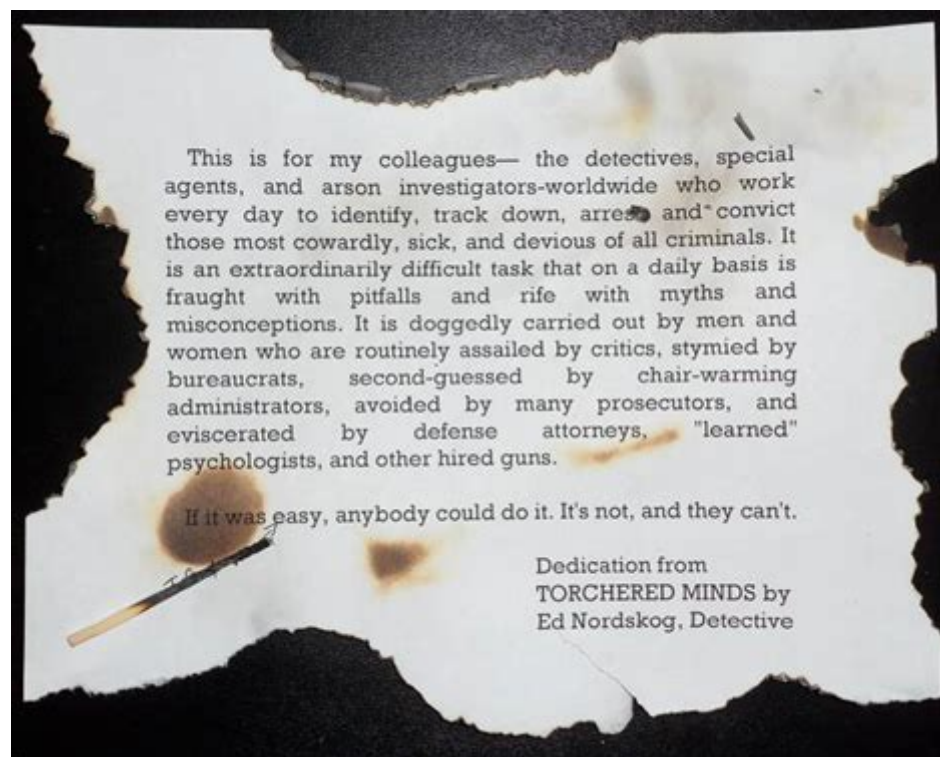 This is for my colleagues— the detectives, special
agents, and arson investigators-worldwide who work
every day to identify, track down, arrest and convict
those most cowardly, sick, and devious of all criminals. It
is an extraordinarily difficult task that on a daily basis is
fraught with pitfalls and rife with myths and
misconceptions. It is doggedly carried out by men and
women who are routinely assailed by critics, stymied by
bureaucrats, second-guessed by chair-warming
administrators, avoided by many prosecutors, and
eviscerated by defense attorneys, "learned"
psychologists, and other hired guns.
If it was easy, anybody could do it. It's not, and they can't.
Dedication from
TORCHERED MINDS by
Ed Nordskog, Detective